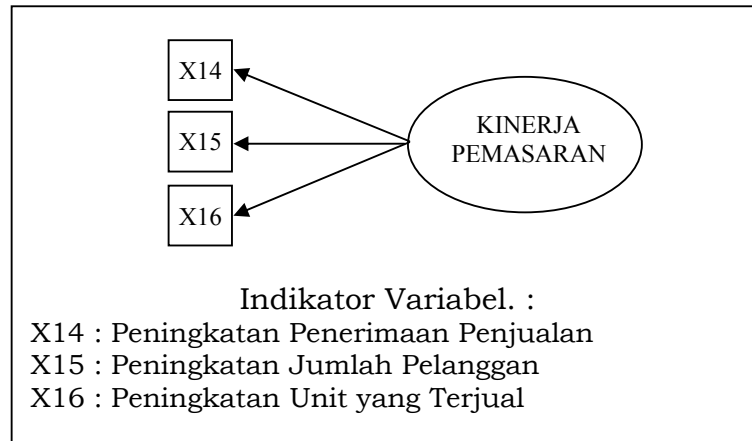 X14
X15
X16
KINERJA
PEMASARAN
Indikator Variabel. :
X14 : Peningkatan Penerimaan Penjualan
X15 : Peningkatan Jumlah Pelanggan
X16 : Peningkatan Unit yang Terjual